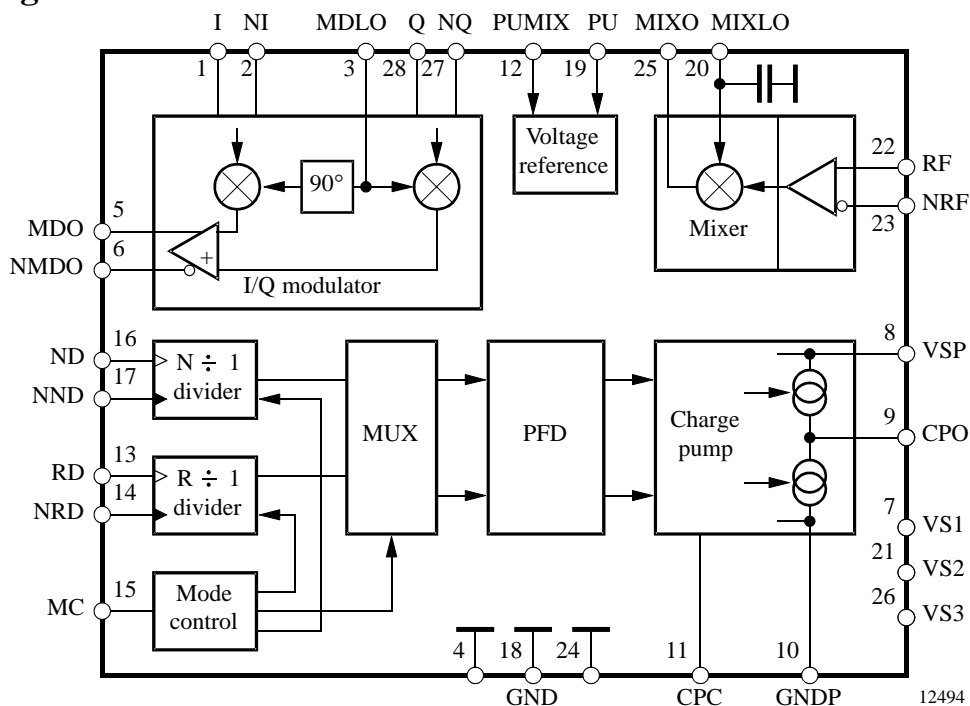 I NI MDLO Q NQ PUMIX PU MIXO MIXLO
1 2 3 28 27 12 19 25 20
Voltage
reference
90°
22
RF
5
Mixer
NRF
23
MDO
6
+
NMDO
I/Q modulator
16
8
ND
N ÷ 1
VSP
17
divider
NND
9
MUX
PFD
Charge
pump
CPO
13
RD
R ÷ 1
14
divider
7
NRD
VS1
21
VS2
15
Mode
control
26
MC
VS3
4 18 24 11 10
GND CPC GNDP
12494